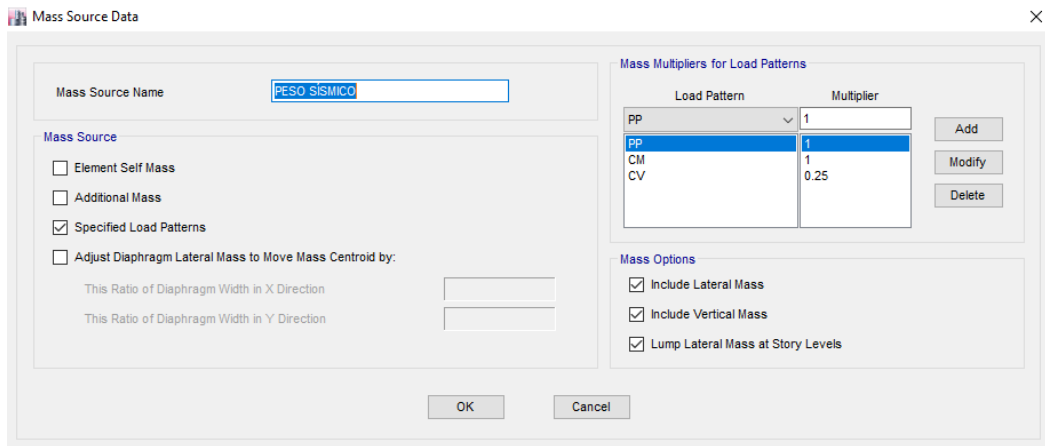 Mass Source Data
Mass Source Name
PESO SÍSMICO
Mass Source
Element Self Mass
Additional Mass
Specified Load Patterns
Adjust Diaphragm Lateral Mass to Move Mass Centroid by:
This Ratio of Diaphragm Width in X Direction
This Ratio of Diaphragm Width in Y Direction
Mass Multipliers for Load Patterns
Load Pattern Multiplier
PP 1
PP 1
CM 1
CV 0.25
Add
Modify
Delete
Mass Options
Include Lateral Mass
Include Vertical Mass
Lump Lateral Mass at Story Levels
OK Cancel